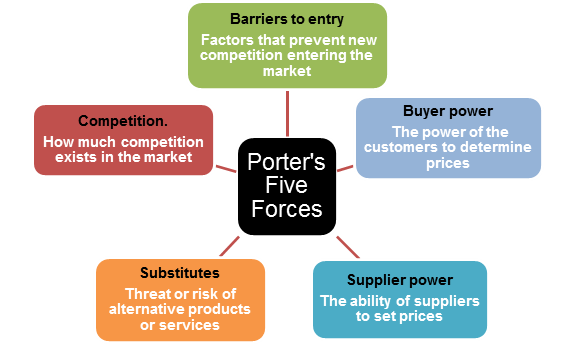 Barriers to entry
Factors that prevent new
competition entering the
market
Competition.
How much competition
exists in the market
Buyer power
The power of the
customers to determine
prices
Porter's
Five
Forces
Substitutes
Threat or risk of
alternative products
or services
Supplier power
The ability of suppliers
to set prices